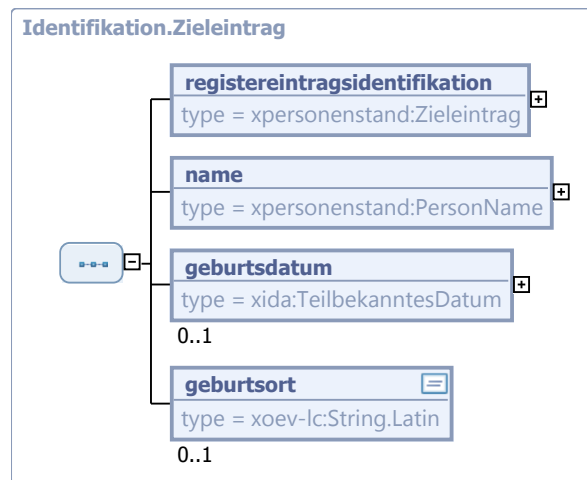 Identifikation.Zieleintrag
registereintragsidentifikation
type = xpersonenstand:Zieleintrag
name
type = xpersonenstand:PersonName
geburtsdatum
type = xida:TeilbekanntesDatum
0..1
geburtsort
type = xoev-lc:String.Latin
0..1